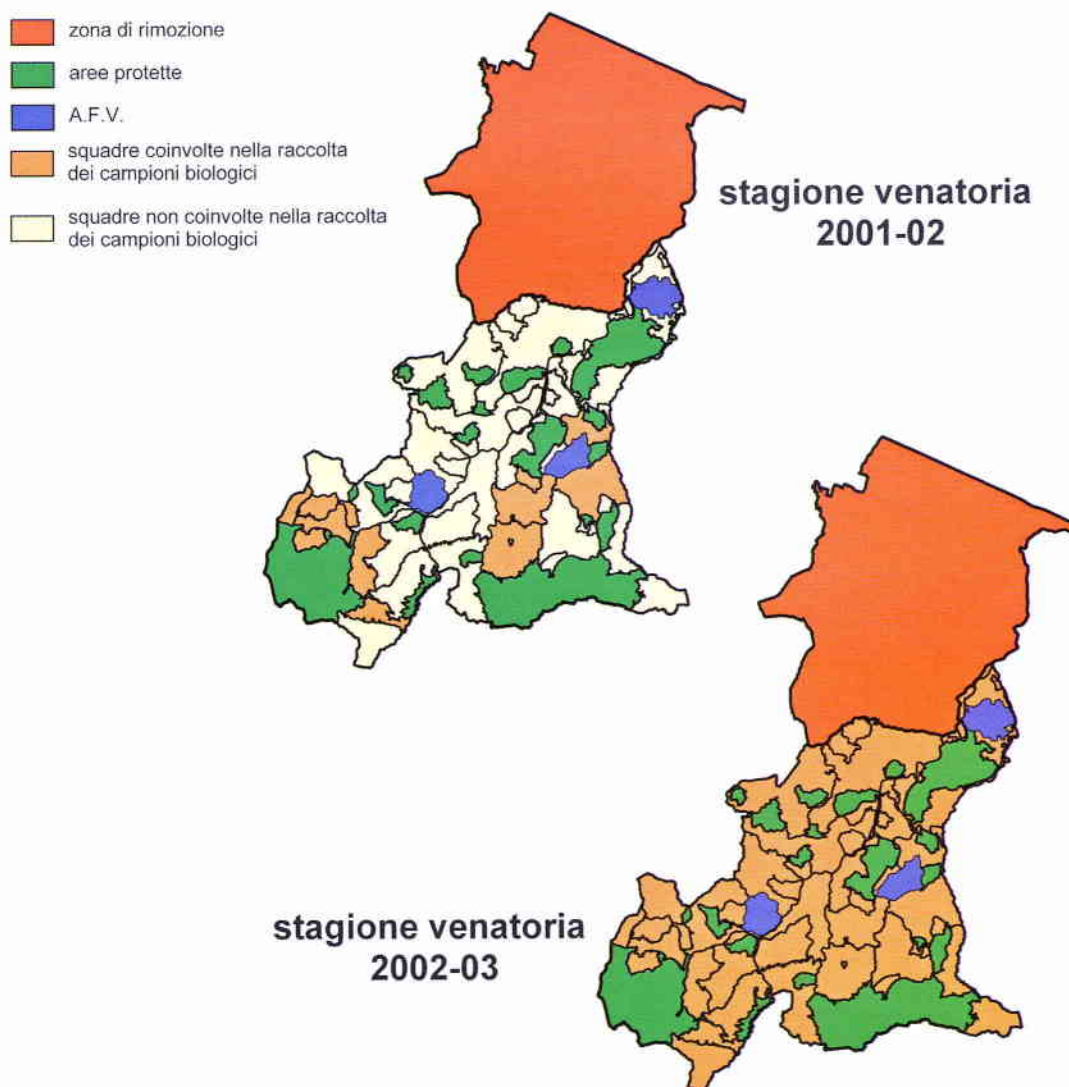 zona di rimozione
aree protette
A.F.V.
squadre coinvolte nella raccolta
dei campioni biologici
squadre non coinvolte nella raccolta
dei campioni biologici
stagione venatoria
2001-02
stagione venatoria
2002-03